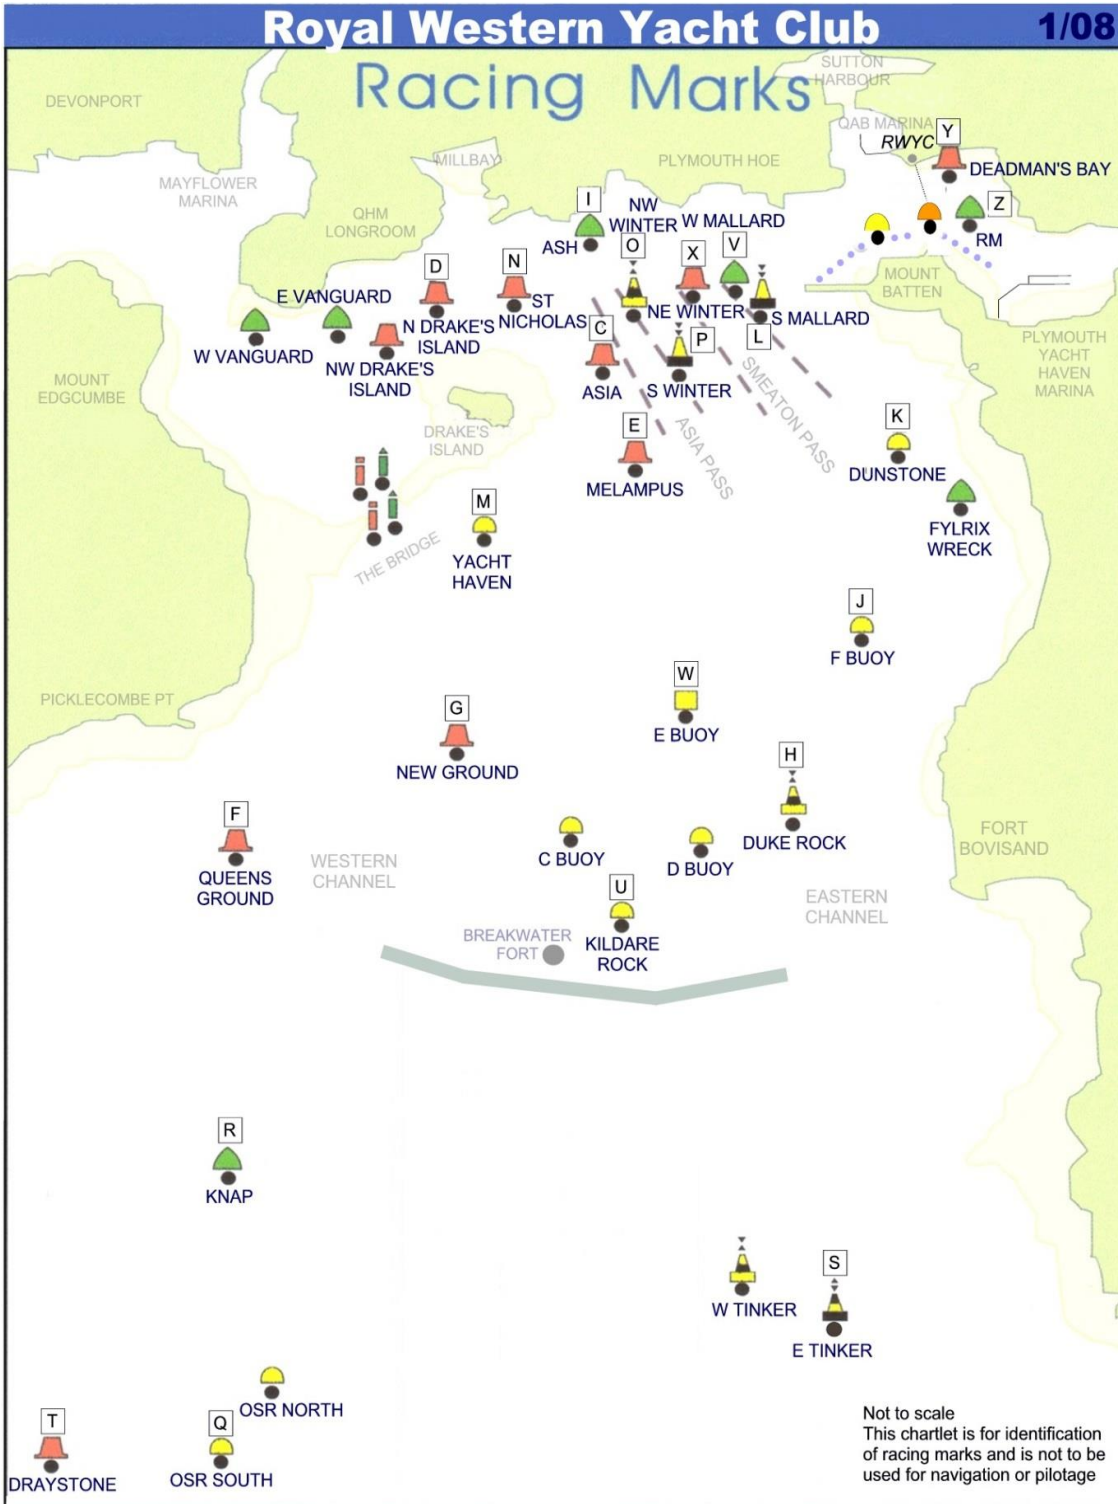 Royal Western Yacht Club
1/08
Racing Marks
SUTTON
HARBOUR
DEVONPORT
QAB MARINA
Y
RWYC
MILLBAY
PLYMOUTH HOE
DEADMAN'S BAY
MAYFLOWER
MARINA
I
NW
WINTER
W MALLARD
Z
QHM
LONGROOM
ASH
O
X
V
RM
D
N
MOUNT
BATTEN
E VANGUARD
ST
NICHOLAS
NE WINTER
S MALLARD
N DRAKE'S
ISLAND
C
P
L
W VANGUARD
NW DRAKE'S
ISLAND
PLYMOUTH
YACHT
HAVEN
MARINA
MOUNT
EDGCUMBE
ASIA
S WINTER
SMEATON PASS
DRAKE'S
ISLAND
E
ASIA PASS
K
MELAMPUS
DUNSTONE
M
FYLRIX
WRECK
THE BRIDGE
YACHT
HAVEN
J
F BUOY
W
PICKLECOMBE PT
G
E BUOY
H
NEW GROUND
F
DUKE ROCK
FORT
BOVISAND
C BUOY
D BUOY
WESTERN
CHANNEL
QUEENS
GROUND
U
EASTERN
CHANNEL
BREAKWATER
FORT
KILDARE
ROCK
R
KNAP
S
W TINKER
E TINKER
OSR NORTH
T
Q
DRAYSTONE
OSR SOUTH
Not to scale
This chartlet is for identification
of racing marks and is not to be
used for navigation or pilotage